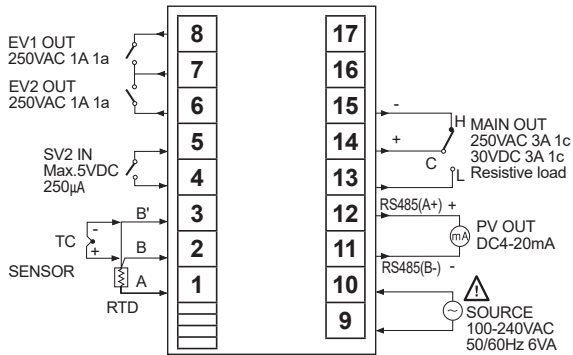 EV1 OUT
250VAC 1A 1a
EV2 OUT
250VAC 1A 1a
SV2 IN
Max.5VDC
250µA
B'
-
TC
+
B
SENSOR
A
RTD
8
7
6
5
4
3
2
1
17
16
15
14
13
12
11
10
9
-
H
MAIN OUT
250VAC 3A 1c
+
30VDC 3A 1c
C
Resistive load
L
RS485(A+) +
PV OUT
mA
DC4-20mA
RS485(B-) -
!
~
SOURCE
100-240VAC
50/60Hz 6VA